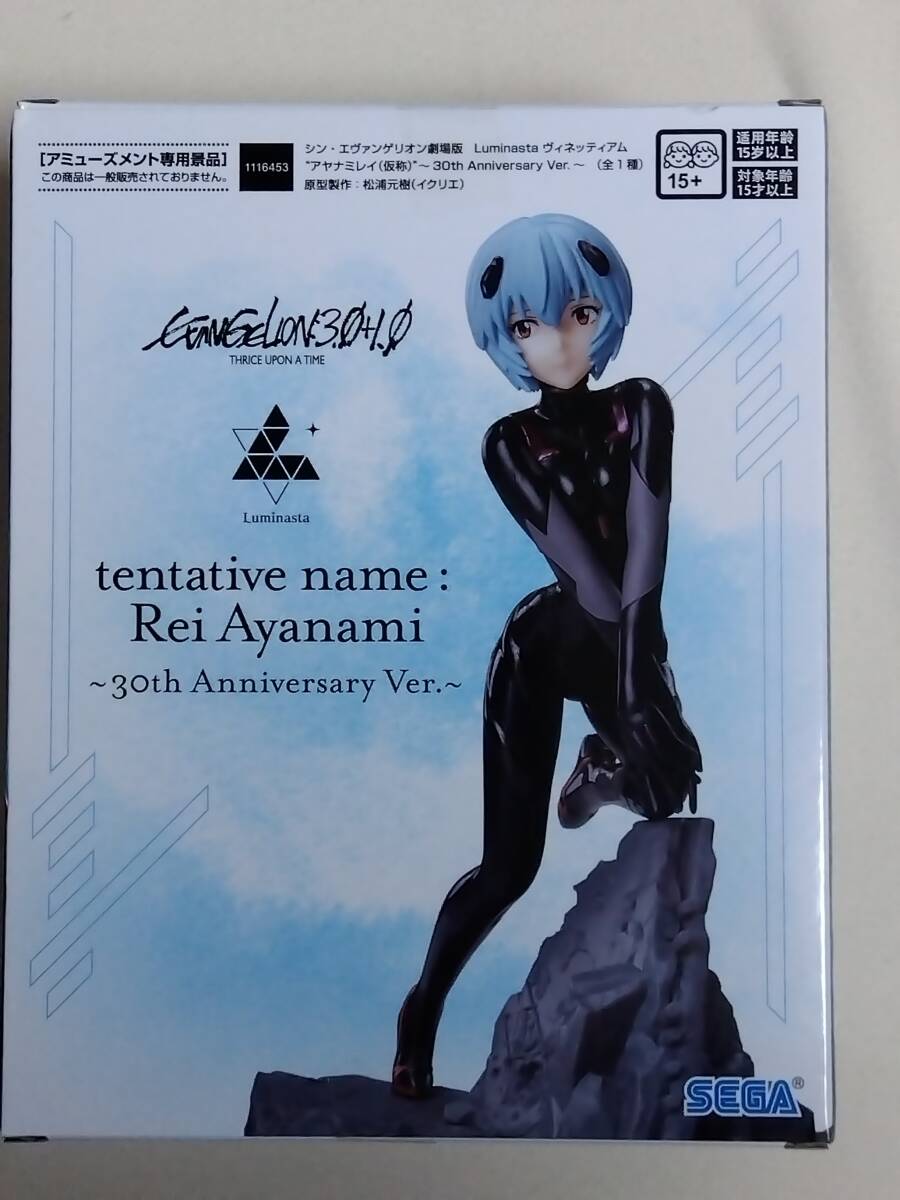 [アミューズメント専用景品]
この商品は一般販売されておりません。
1116453
シン・エヴァンゲリオン劇場版 Luminasta ヴィネッティアム
“アヤナミレイ(仮称)”～30th Anniversary Ver.～ (全1種)
原型製作：松浦元樹(イクリエ)
15+
适用年龄
15岁以上
対象年齢
15才以上
EVANGELION:3.0+1.0
THRICE UPON A TIME
Luminasta
tentative name:
Rei Ayanami
~30th Anniversary Ver.~
SEGA®